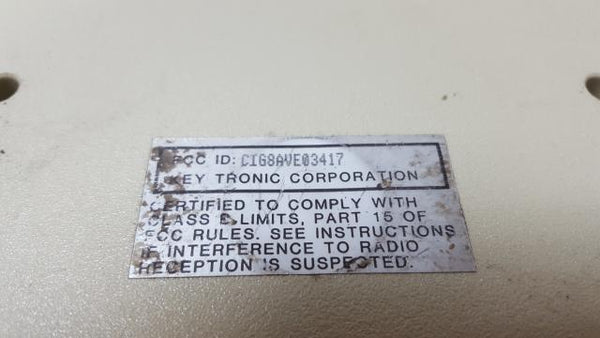 FCC ID: CIG8AVE03417
KEY TRONIC CORPORATION
CERTIFIED TO COMPLY WITH
CLASS B LIMITS, PART 15 OF
FCC RULES. SEE INSTRUCTIONS
IF INTERFERENCE TO RADIO
RECEPTION IS SUSPECTED.